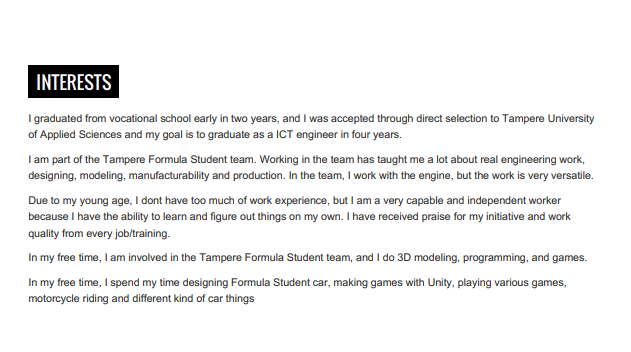 INTERESTS
I graduated from vocational school early in two years, and I was accepted through direct selection to Tampere University
of Applied Sciences and my goal is to graduate as a ICT engineer in four years.
I am part of the Tampere Formula Student team. Working in the team has taught me a lot about real engineering work,
designing, modeling, manufacturability and production. In the team, I work with the engine, but the work is very versatile.
Due to my young age, I dont have too much of work experience, but I am a very capable and independent worker
because I have the ability to learn and figure out things on my own. I have received praise for my initiative and work
quality from every job/training.
In my free time, I am involved in the Tampere Formula Student team, and I do 3D modeling, programming, and games.
In my free time, I spend my time designing Formula Student car, making games with Unity, playing various games,
motorcycle riding and different kind of car things